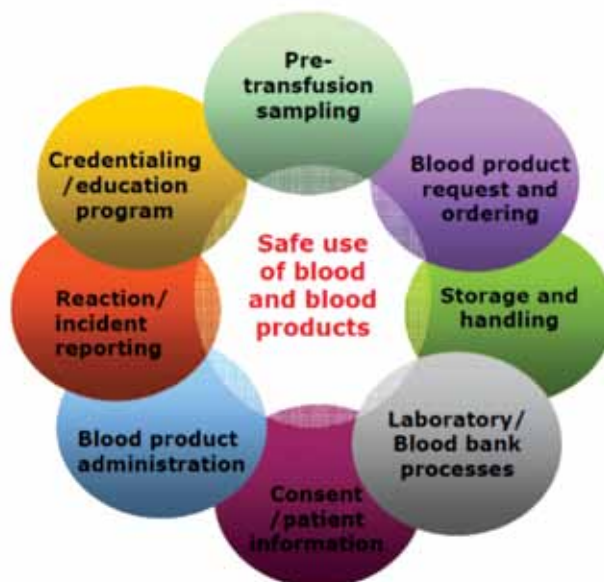 Pre-
transfusion
sampling
Blood product
request and
ordering
Storage and
handling
Laboratory/
Blood bank
processes
Consent
/patient
information
Blood product
administration
Reaction/
incident
reporting
Credentialing
/education
program
Safe use
of blood
and blood
products